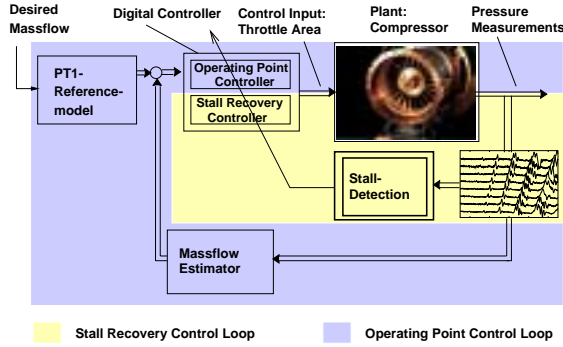 Desired
Massflow
Digital Controller
Control Input:
Throttle Area
Plant:
Compressor
Pressure
Measurements
PT1-
Reference-
model
Operating Point
Controller
Stall Recovery
Controller
Stall-
Detection
Massflow
Estimator
Stall Recovery Control Loop
Operating Point Control Loop